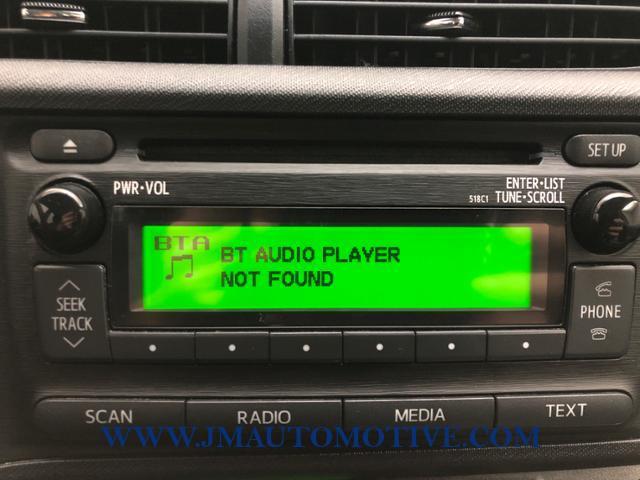 SET UP
PWR•VOL
ENTER•LIST
518C1 TUNE•SCROLL
BTA
BT AUDIO PLAYER
NOT FOUND
SEEK
TRACK
PHONE
SCAN
RADIO
MEDIA
TEXT
WWW.JMAUTOMOTIVE.COM